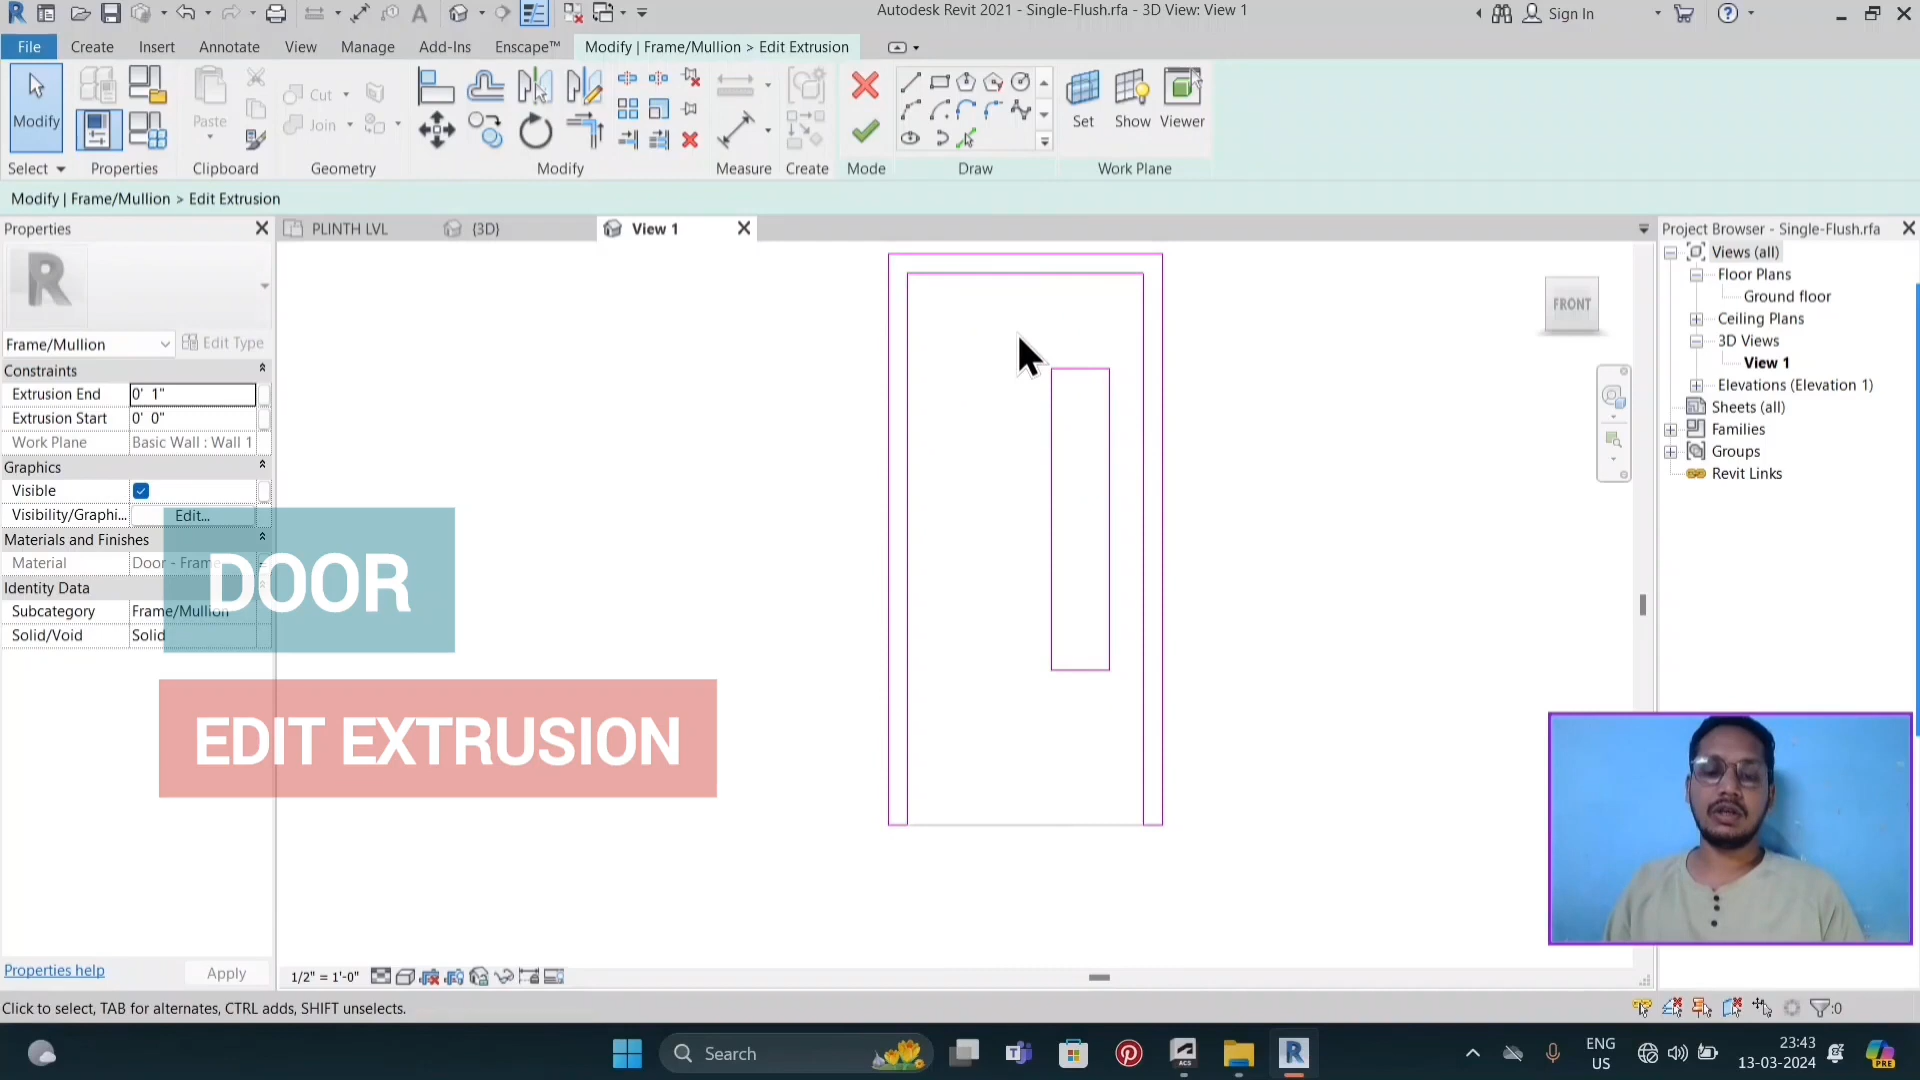 Autodesk Revit 2021 - Single-Flush.rfa - 3D View: View 1
Sign In
File Create Insert Annotate View Manage Add-Ins Enscape™ Modify | Frame/Mullion > Edit Extrusion
Modify
Paste
Cut
Join
Set Show Viewer
Select Properties Clipboard Geometry Modify Measure Create Mode Draw Work Plane
Modify | Frame/Mullion > Edit Extrusion
Properties
PLINTH LVL
{3D}
View 1
R
Frame/Mullion
Edit Type
Constraints
Extrusion End 0' 1"
Extrusion Start 0' 0"
Work Plane Basic Wall : Wall 1
Graphics
Visible
Visibility/Graphi... Edit...
Materials and Finishes
Material Door - Frame
Identity Data
Subcategory Frame/Mullion
Solid/Void Solid
DOOR
EDIT EXTRUSION
FRONT
Project Browser - Single-Flush.rfa
Views (all)
Floor Plans
Ground floor
Ceiling Plans
3D Views
View 1
Elevations (Elevation 1)
Sheets (all)
Families
Groups
Revit Links
Properties help
Apply
1/2" = 1'-0"
Click to select, TAB for alternates, CTRL adds, SHIFT unselects.
:0
Search
ENG
US
23:43
13-03-2024